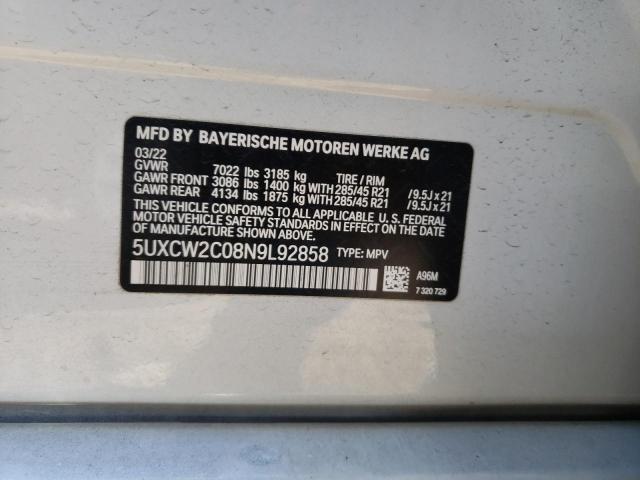 MFD BY BAYERISCHE MOTOREN WERKE AG
03/22
GVWR 7022 lbs 3185 kg TIRE / RIM
GAWR FRONT 3086 lbs 1400 kg WITH 285/45 R21 / 9.5J x 21
GAWR REAR 4134 lbs 1875 kg WITH 285/45 R21 / 9.5J x 21
THIS VEHICLE CONFORMS TO ALL APPLICABLE U. S. FEDERAL
MOTOR VEHICLE SAFETY STANDARDS IN EFFECT ON THE DATE
OF MANUFACTURE SHOWN ABOVE.
5UXCW2C08N9L92858 TYPE: MPV
A96M
7 320 729